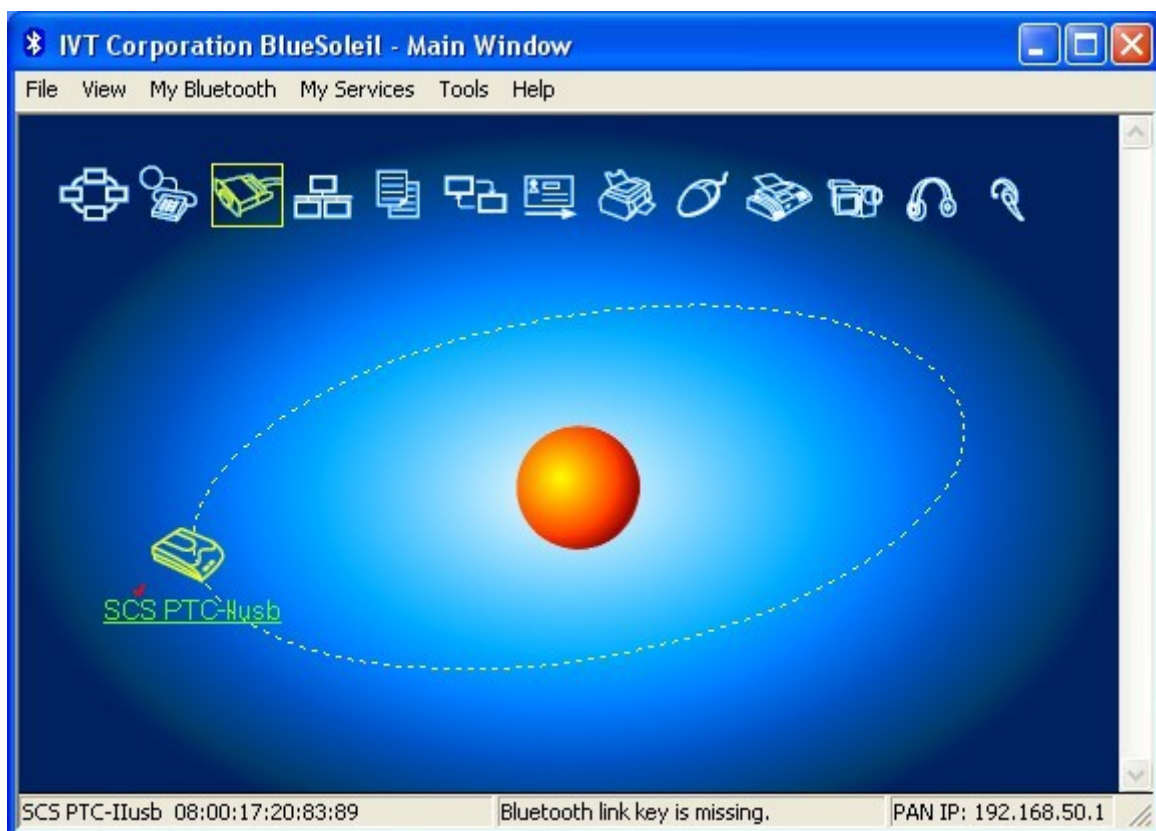 IVT Corporation BlueSoleil - Main Window
File View My Bluetooth My Services Tools Help
SCS PTC-IIusb
SCS PTC-IIusb 08:00:17:20:83:89 Bluetooth link key is missing. PAN IP: 192.168.50.1